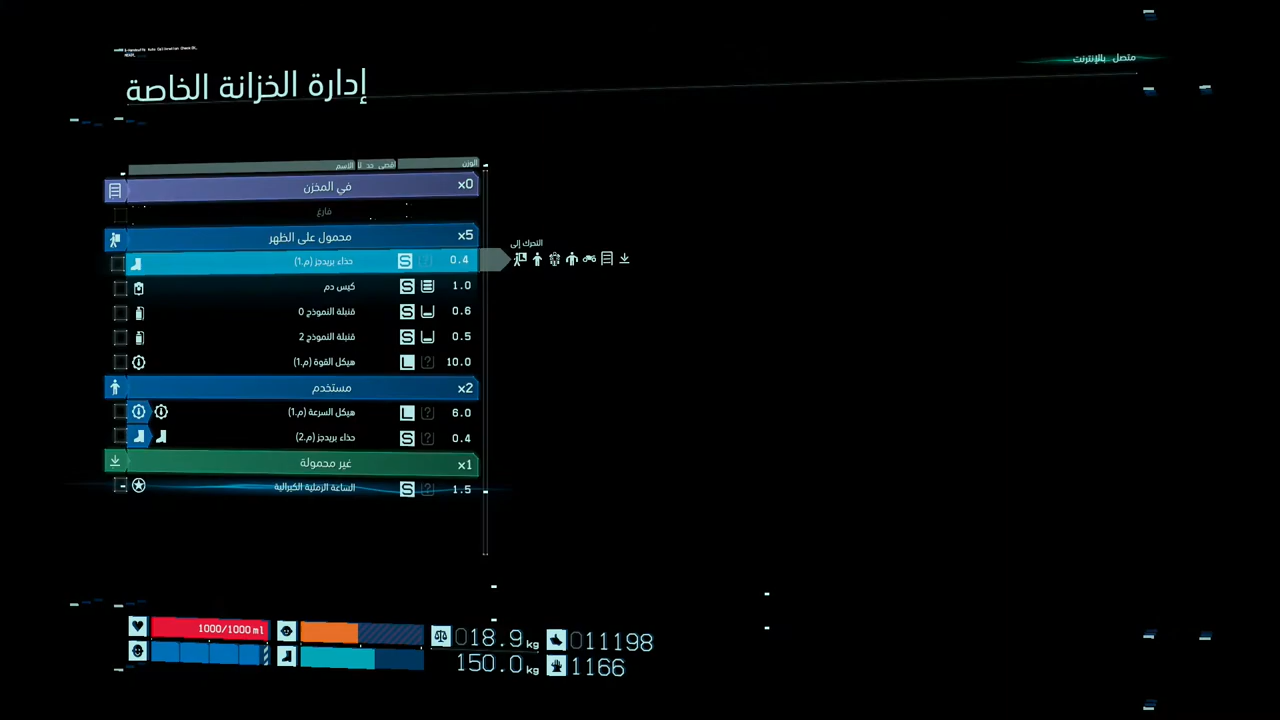 متصل بالإنترنت
إدارة الخزانة الخاصة
الاسم الوزن
في المخزن x0
فارغ
محمول على الظهر x5
حذاء بريدجز (م.1) S 0.4
التحرك إلى
كيس دم S 1.0
قنبلة النموذج 0 S 0.6
قنبلة النموذج 2 S 0.5
هيكل القوة (م.1) L 10.0
مستخدم x2
هيكل السرعة (م.1) L 6.0
حذاء بريدجز (م.2) S 0.4
غير محمولة x1
الساعة الرملية الكيرالية S 1.5
1000/1000 ml
018.9 kg
011198
150.0 kg
1166